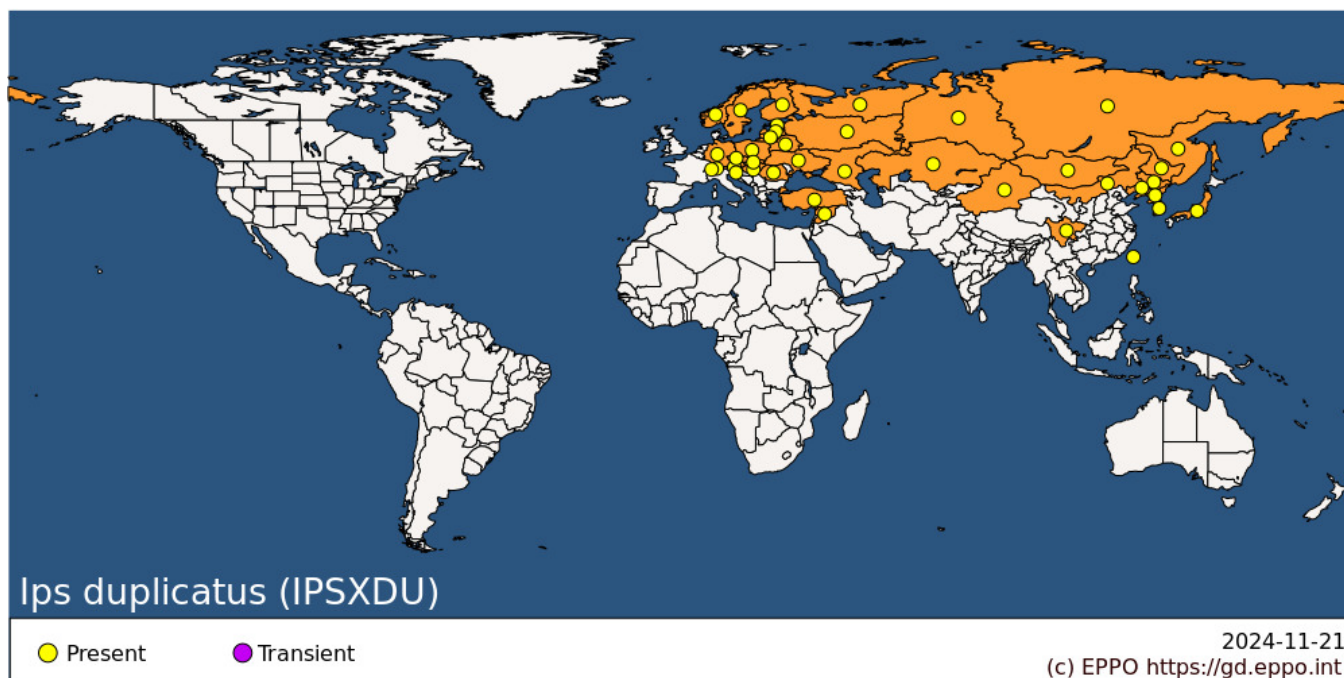 Ips duplicatus (IPSXDU)
Present
Transient
2024-11-21
(c) EPPO https://gd.eppo.int